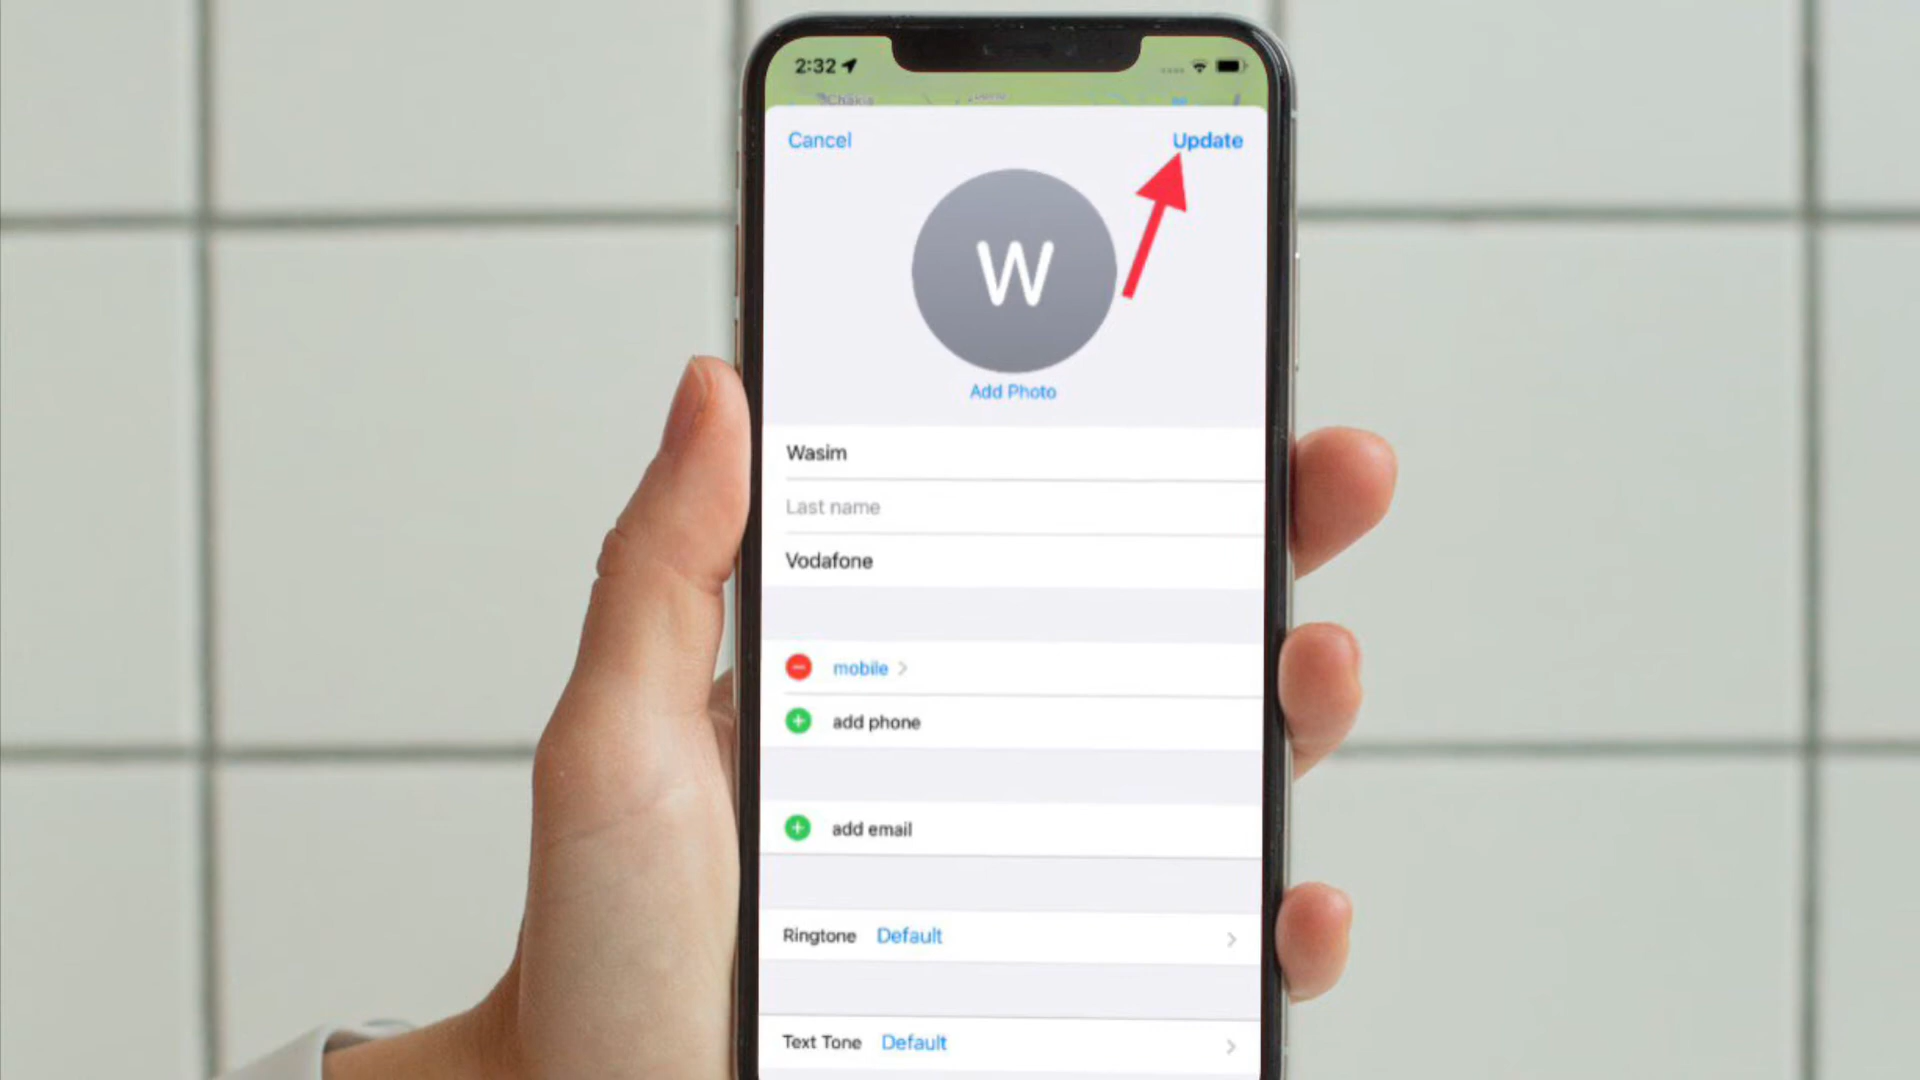 2:32
Chakia
Cancel
Update
W
Add Photo
Wasim
Last name
Vodafone
mobile
add phone
add email
Ringtone Default
Text Tone Default